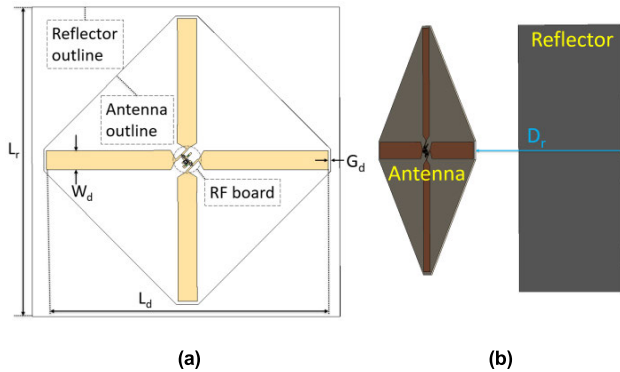 Reflector
outline
Antenna
outline
L_r
W_d
G_d
RF board
L_d
(a)
Reflector
D_r
Antenna
(b)